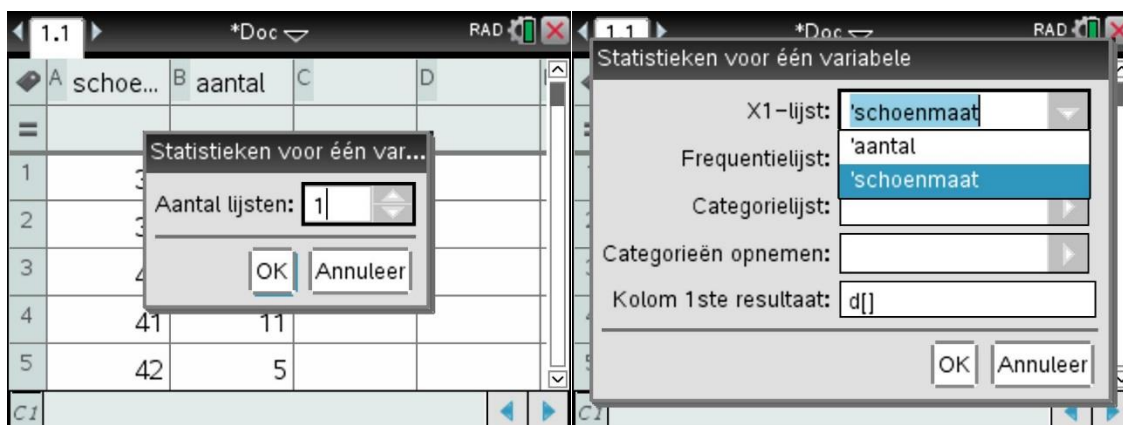 1.1 *Doc RAD
A schoe... B aantal C D
=
Statistieken voor één var...
Aantal lijsten: 1
OK Annuleer
1
2
3
4 41 11
5 42 5
C1
1.1 *Doc RAD
Statistieken voor één variabele
X1-lijst: 'schoenmaat
'aantal
Frequentielijst:
'schoenmaat
Categorielijst:
Categorieën opnemen:
Kolom 1ste resultaat: d[]
OK Annuleer
C1